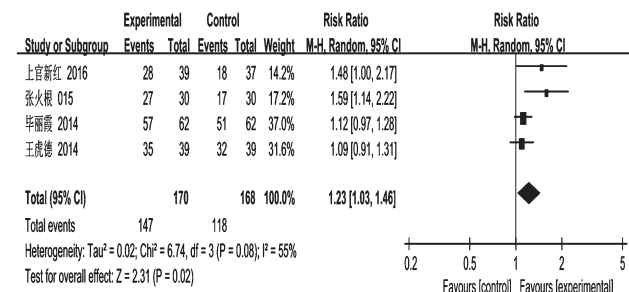 Experimental Control Risk Ratio Risk Ratio
Study or Subgroup Events Total Events Total Weight M-H, Random, 95% CI M-H, Random, 95% CI
上官新红 2016 28 39 18 37 14.2% 1.48 [1.00, 2.17]
张火根 015 27 30 17 30 17.2% 1.59 [1.14, 2.22]
毕丽霞 2014 57 62 51 62 37.0% 1.12 [0.97, 1.28]
王虎德 2014 35 39 32 39 31.6% 1.09 [0.91, 1.31]
Total (95% CI) 170 168 100.0% 1.23 [1.03, 1.46]
Total events 147 118
Heterogeneity: Tau² = 0.02; Chi² = 6.74, df = 3 (P = 0.08); I² = 55%
Test for overall effect: Z = 2.31 (P = 0.02)
0.2 0.5 1 2 5
Favours [control] Favours [experimental]